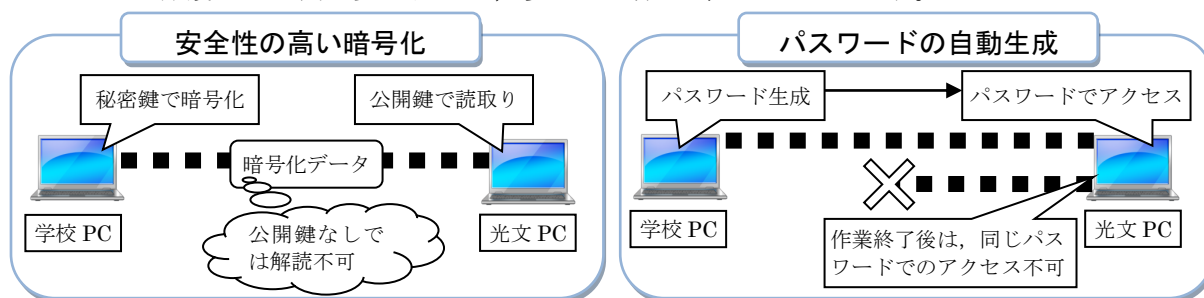 安全性の高い暗号化
秘密鍵で暗号化
公開鍵で読取り
暗号化データ
学校 PC
公開鍵なしで
は解読不可
光文 PC
パスワードの自動生成
パスワード生成
パスワードでアクセス
学校 PC
作業終了後は，同じパス
ワードでのアクセス不可
光文 PC